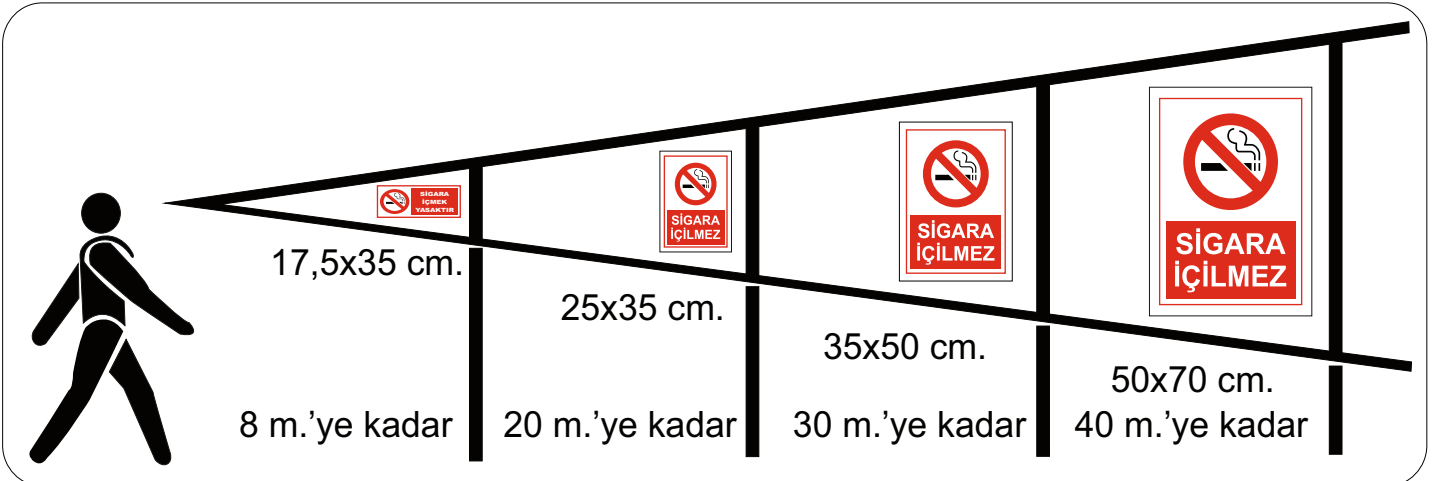 SİGARA
İÇMEK
YASAKTIR
17,5x35 cm.
8 m.’ye kadar
SİGARA
İÇİLMEZ
25x35 cm.
20 m.’ye kadar
SİGARA
İÇİLMEZ
35x50 cm.
30 m.’ye kadar
SİGARA
İÇİLMEZ
50x70 cm.
40 m.’ye kadar